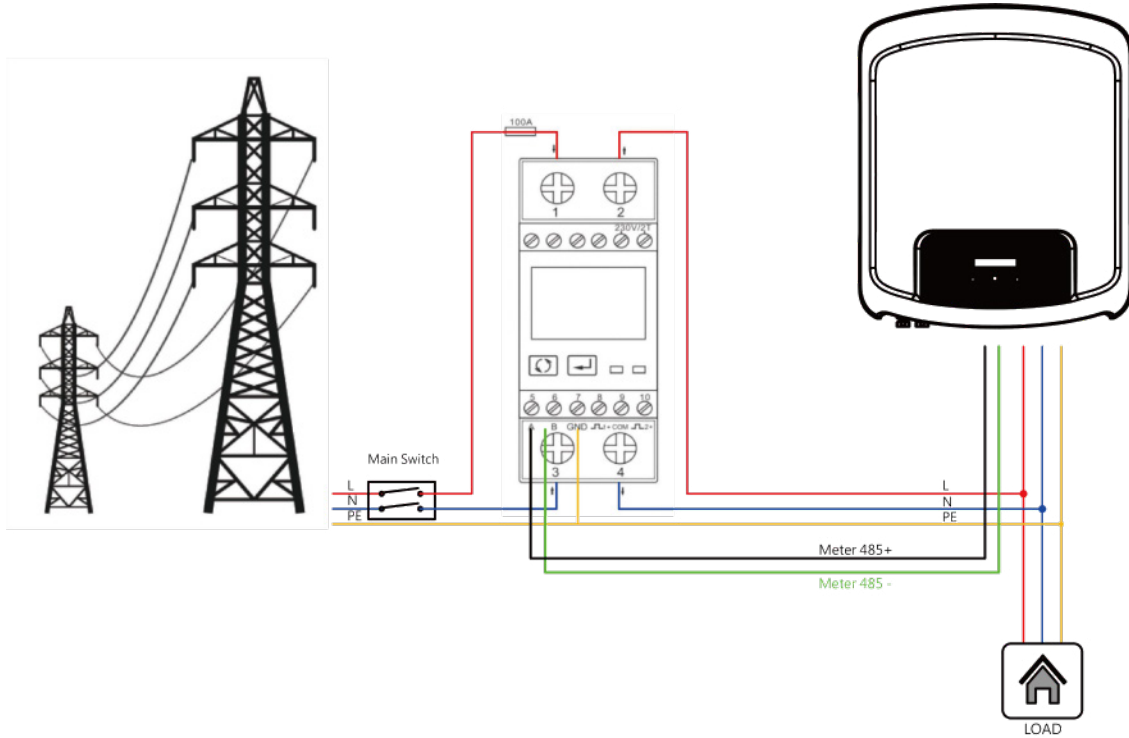 100A
1 2
230V/2T
5 6 7 8 9 10
A B GND 1+ COM 2+
3 4
Main Switch
L
N
PE
L
N
PE
Meter 485+
Meter 485 -
LOAD